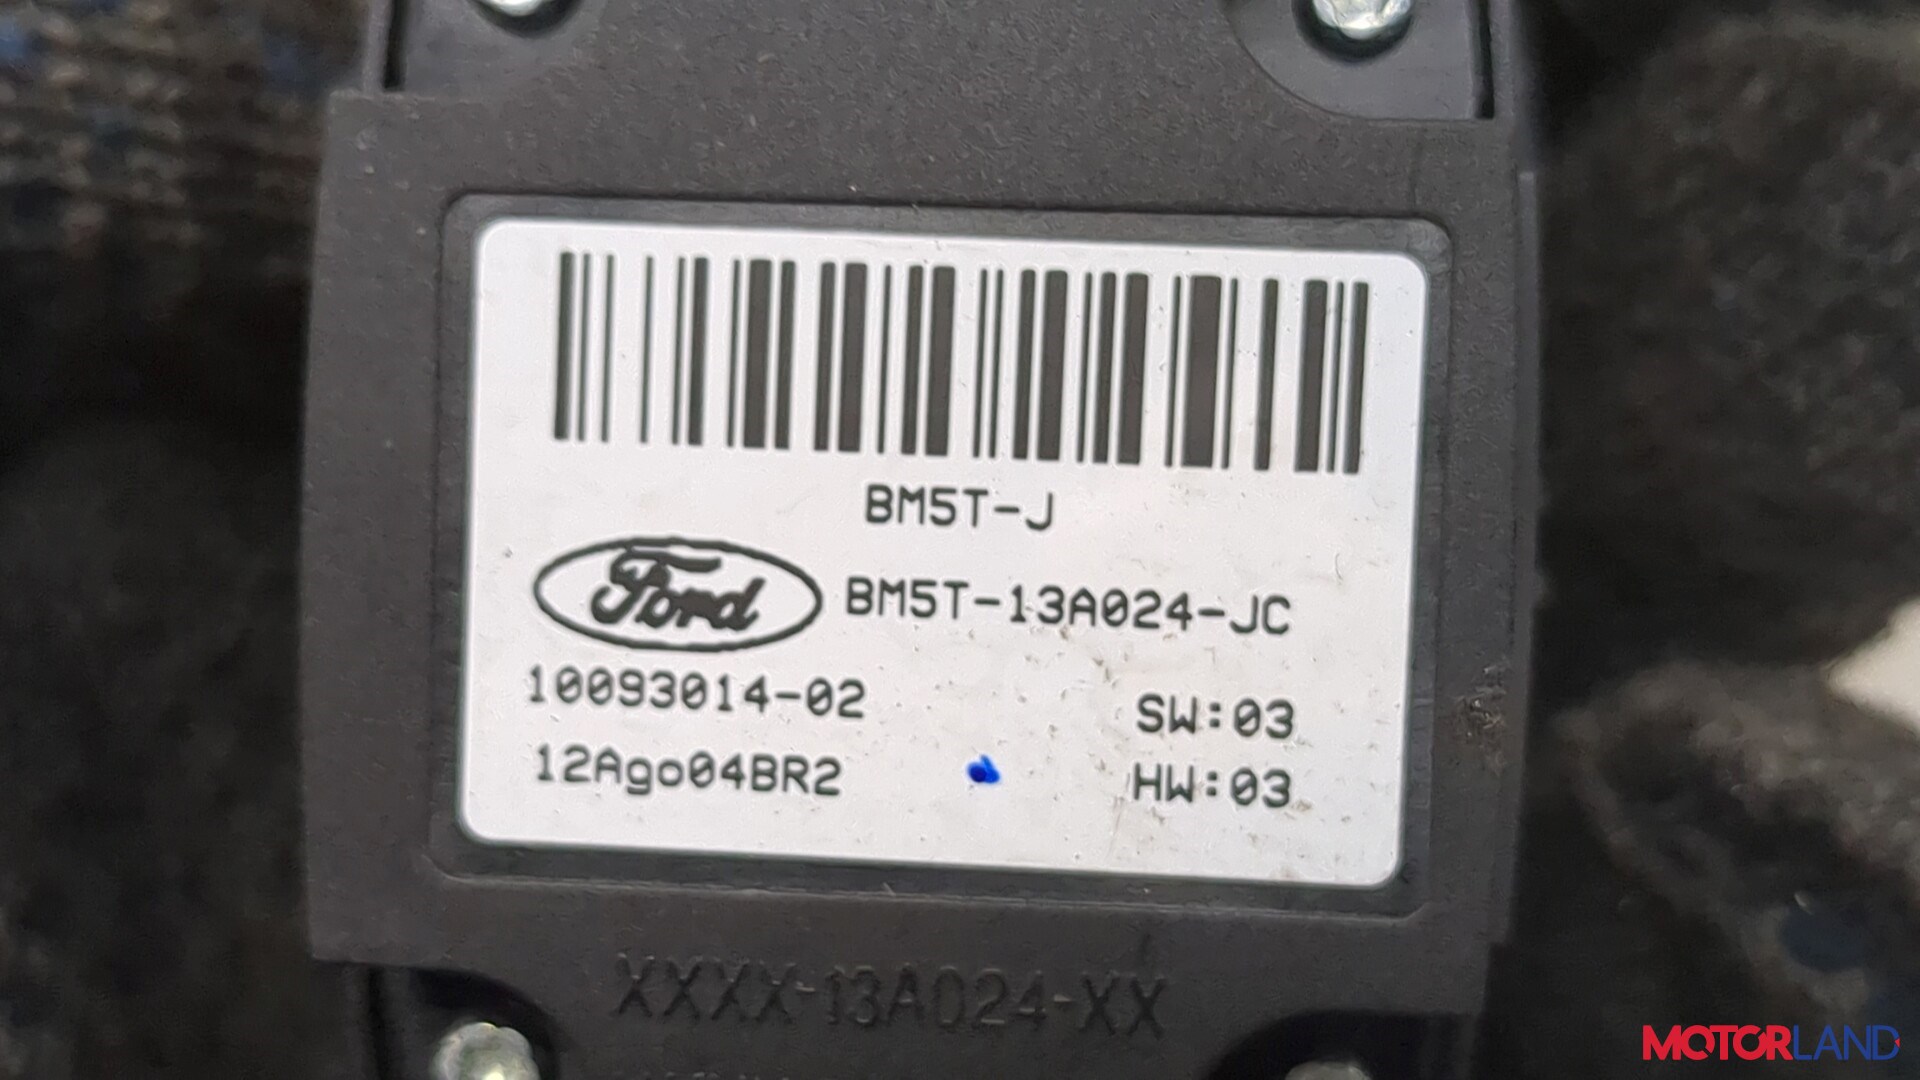 BM5T-J
Ford
BM5T-13A024-JC
10093014-02
SW:03
12Ago04BR2
HW:03
XXXX-13A024-XX
MOTORLAND